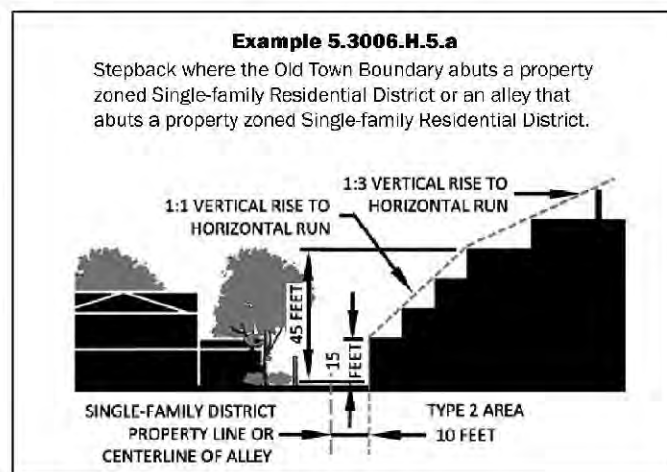 Example 5.3006.H.5.a
Stepback where the Old Town Boundary abuts a property
zoned Single-family Residential District or an alley that
abuts a property zoned Single-family Residential District.
1:3 VERTICAL RISE TO
HORIZONTAL RUN
1:1 VERTICAL RISE TO
HORIZONTAL RUN
45 FEET
15
FEET
SINGLE-FAMILY DISTRICT
PROPERTY LINE OR
CENTERLINE OF ALLEY
TYPE 2 AREA
10 FEET